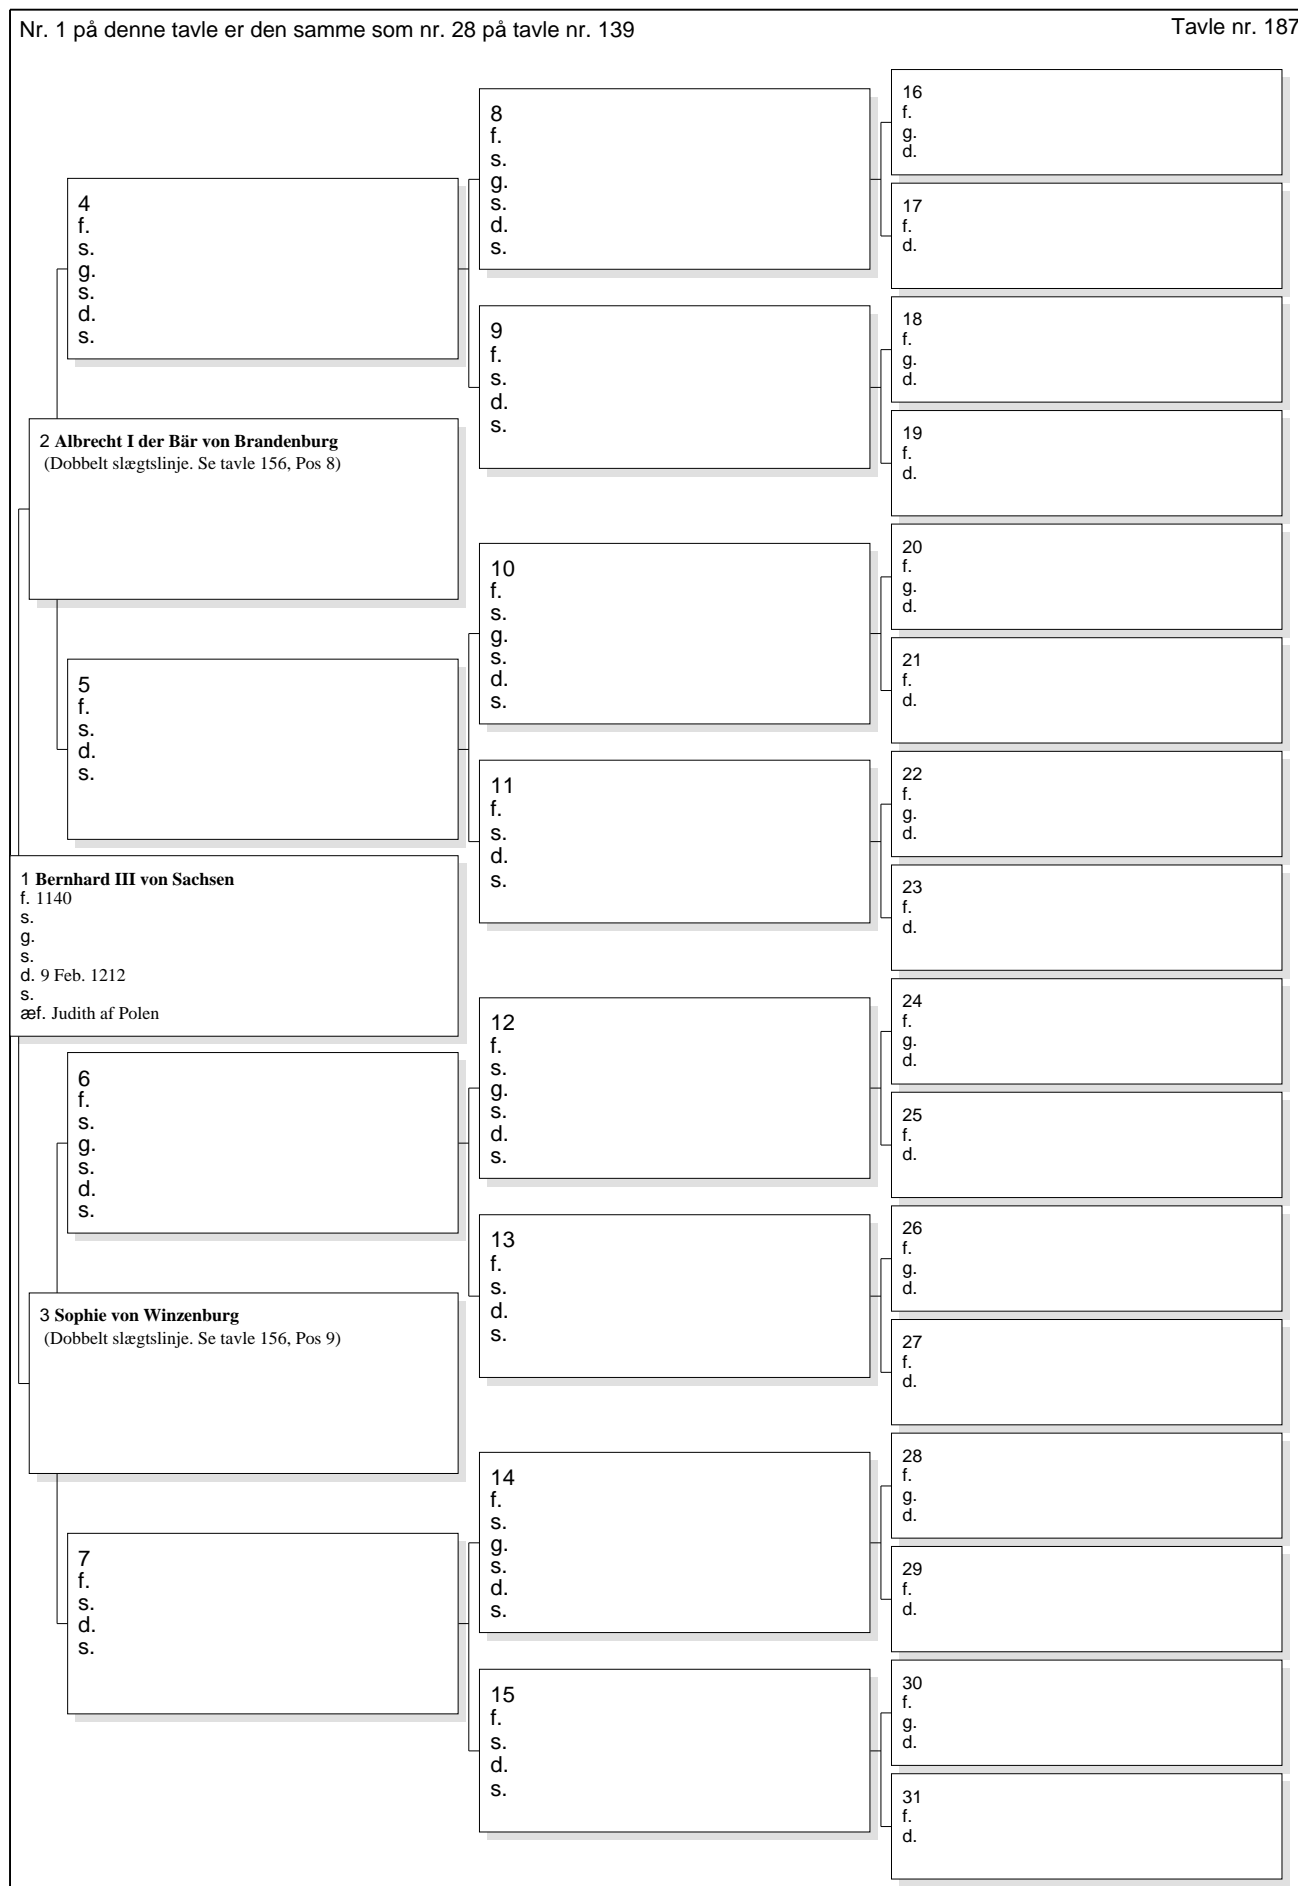 Nr. 1 på denne tavle er den samme som nr. 28 på tavle nr. 139
Tavle nr. 187
1 Bernhard III von Sachsen
f. 1140
s.
g.
s.
d. 9 Feb. 1212
s.
æf. Judith af Polen
2 Albrecht I der Bär von Brandenburg
(Dobbelt slægtslinje. Se tavle 156, Pos 8)
3 Sophie von Winzenburg
(Dobbelt slægtslinje. Se tavle 156, Pos 9)
4
f.
s.
g.
s.
d.
s.
5
f.
s.
d.
s.
6
f.
s.
g.
s.
d.
s.
7
f.
s.
d.
s.
8
f.
s.
g.
s.
d.
s.
9
f.
s.
d.
s.
10
f.
s.
g.
s.
d.
s.
11
f.
s.
d.
s.
12
f.
s.
g.
s.
d.
s.
13
f.
s.
d.
s.
14
f.
s.
g.
s.
d.
s.
15
f.
s.
d.
s.
16
f.
g.
d.
17
f.
d.
18
f.
g.
d.
19
f.
d.
20
f.
g.
d.
21
f.
d.
22
f.
g.
d.
23
f.
d.
24
f.
g.
d.
25
f.
d.
26
f.
g.
d.
27
f.
d.
28
f.
g.
d.
29
f.
d.
30
f.
g.
d.
31
f.
d.